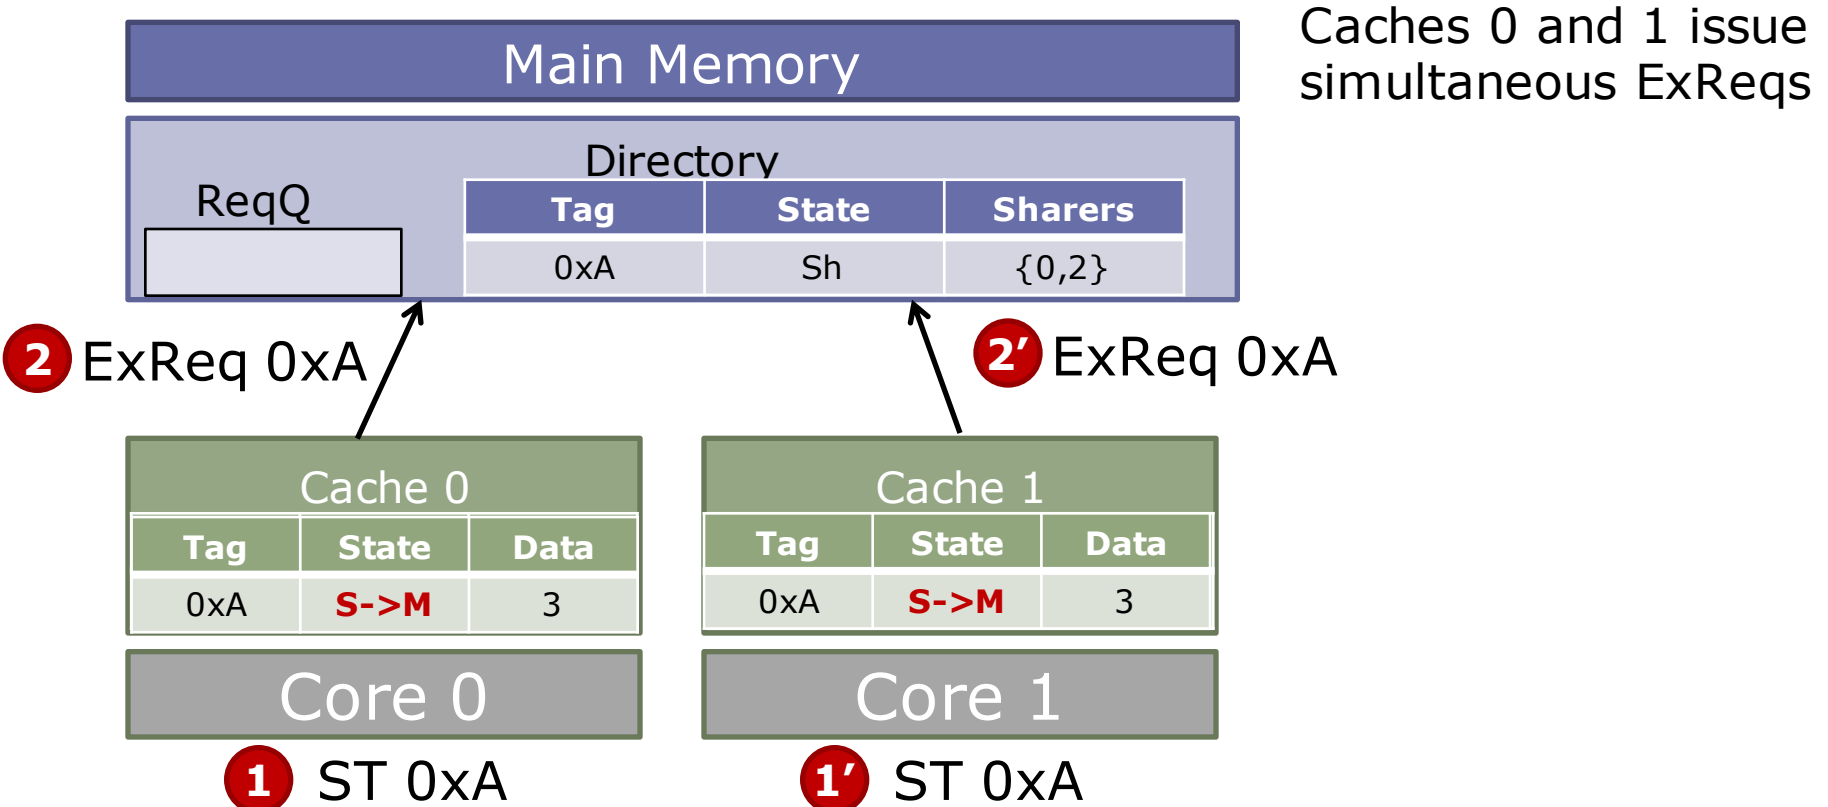 Caches 0 and 1 issue
simultaneous ExReqs
Main Memory
Directory
ReqQ
Tag State Sharers
0xA Sh {0,2}
2 ExReq 0xA
2′ ExReq 0xA
Cache 0
Tag State Data
0xA S->M 3
Core 0
1 ST 0xA
Cache 1
Tag State Data
0xA S->M 3
Core 1
1′ ST 0xA